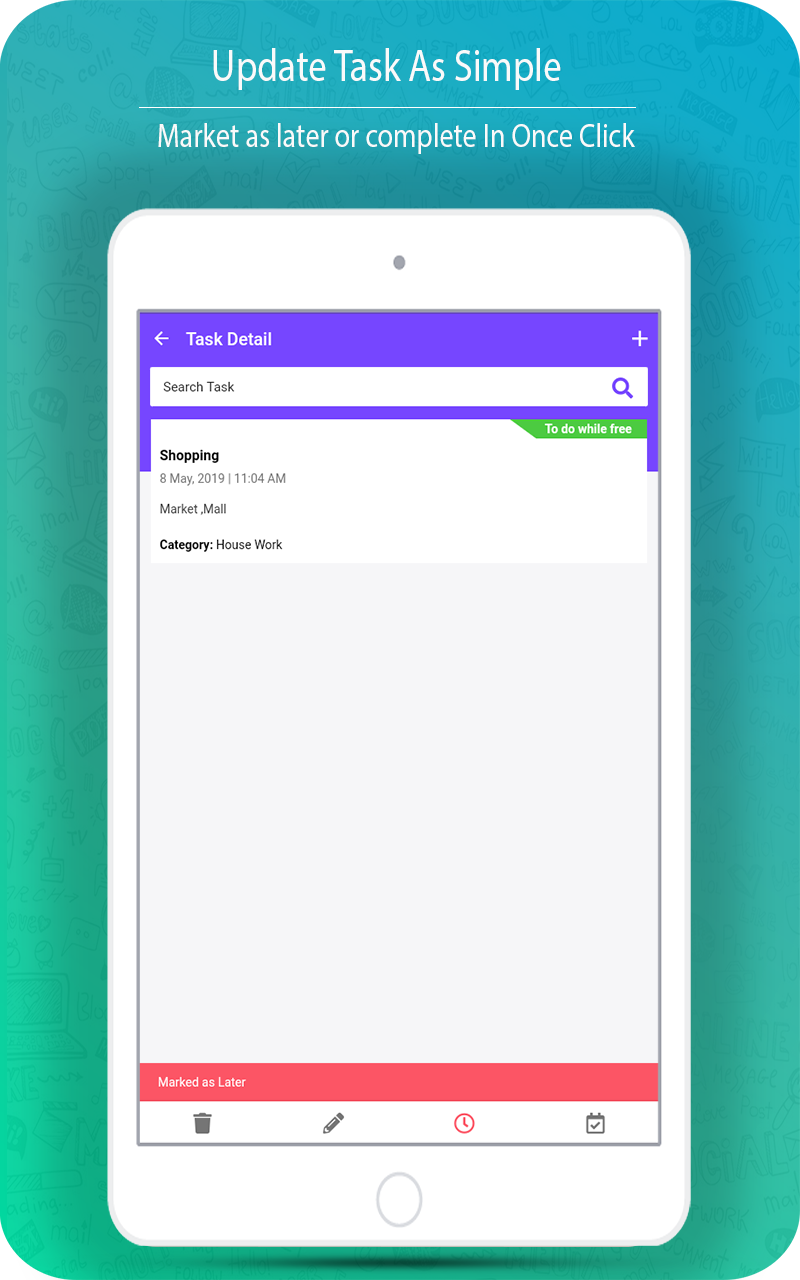 Update Task As Simple
Market as later or complete In Once Click
Task Detail
Search Task
To do while free
Shopping
8 May, 2019 | 11:04 AM
Market ,Mall
Category: House Work
Marked as Later